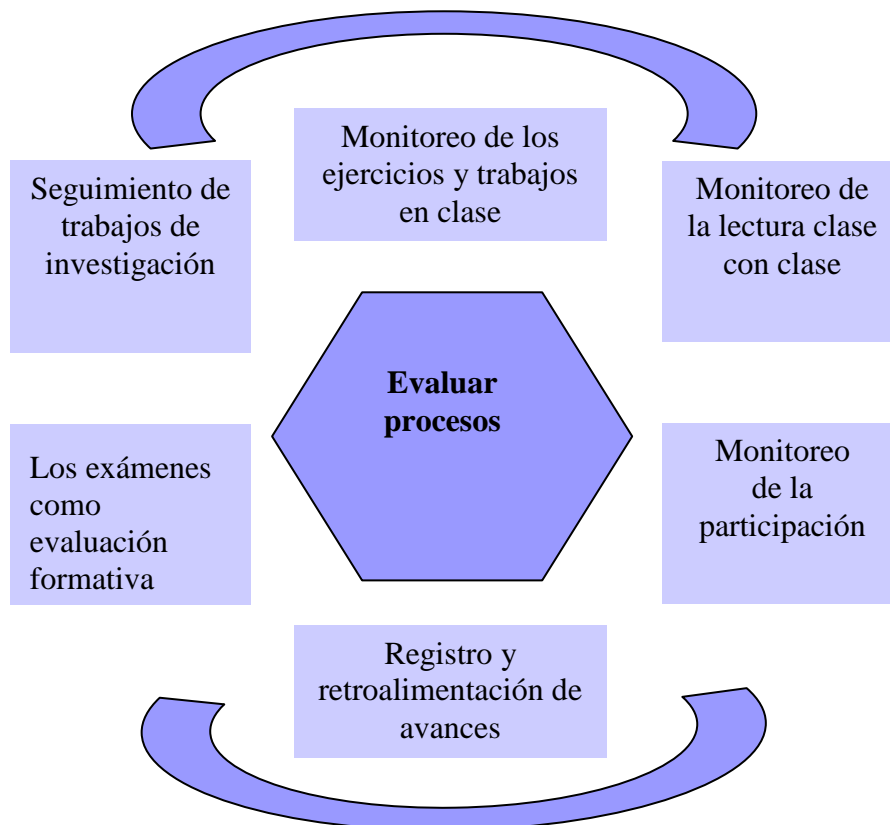 Monitoreo de los
ejercicios y trabajos
en clase
Seguimiento de
trabajos de
investigación
Monitoreo de
la lectura clase
con clase
Evaluar
procesos
Los exámenes
como
evaluación
formativa
Monitoreo
de la
participación
Registro y
retroalimentación de
avances